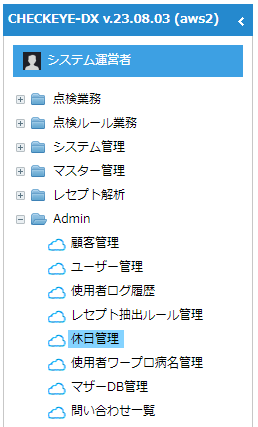 CHECKEYE-DX v.23.08.03 (aws2)
システム運営者
点検業務
点検ルール業務
システム管理
マスター管理
レセプト解析
Admin
顧客管理
ユーザー管理
使用者ログ履歴
レセプト抽出ルール管理
休日管理
使用者ワープロ病名管理
マザーDB管理
問い合わせ一覧